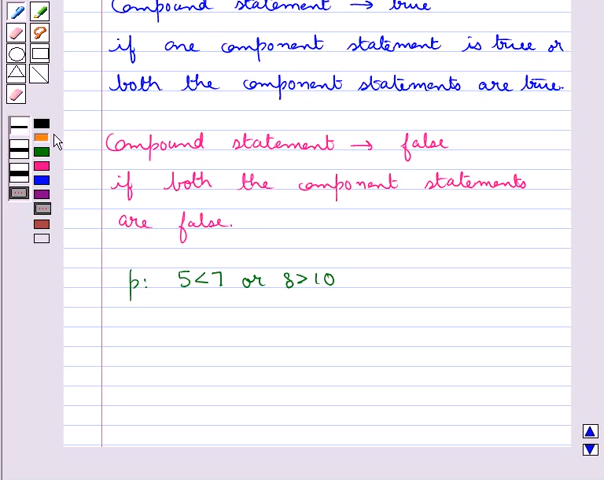 Compound statement → true
if one component statement is true or
both the component statements are true.
Compound statement → false
if both the component statements
are false.
p: 5<7 or 8>10